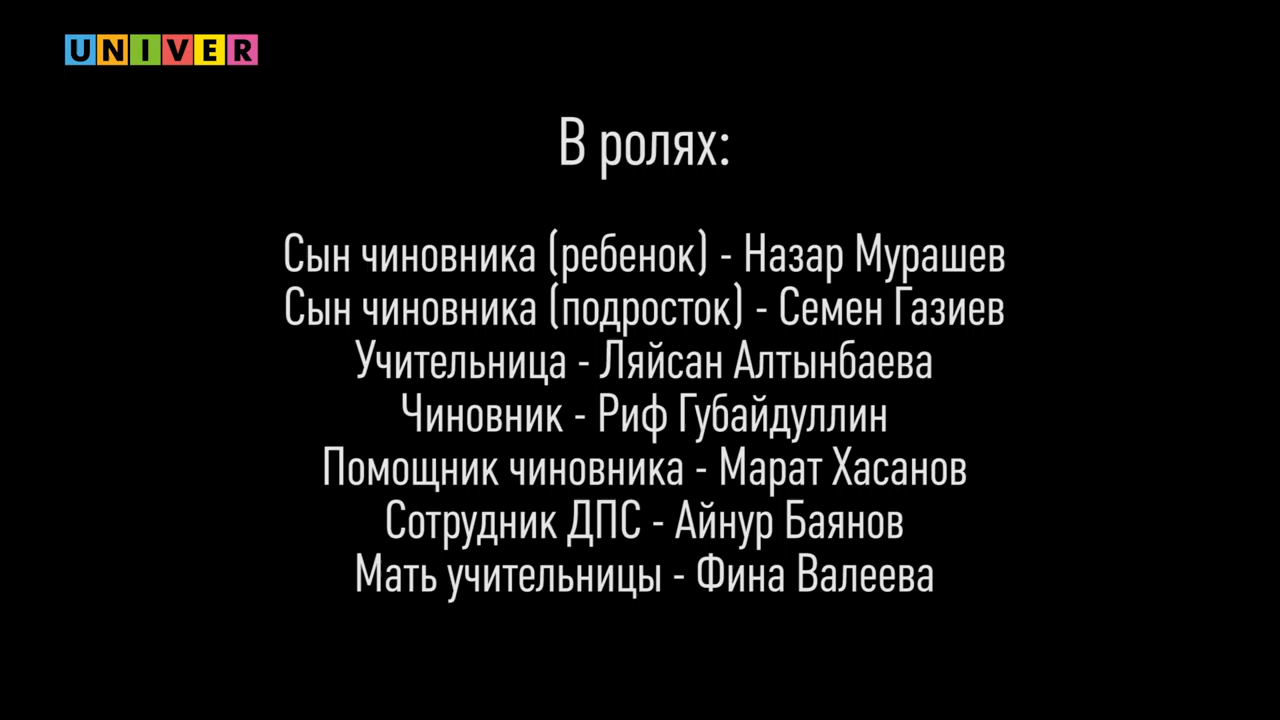 UNIVER
В ролях:
Сын чиновника (ребенок) - Назар Мурашев
Сын чиновника (подросток) - Семен Газиев
Учительница - Ляйсан Алтынбаева
Чиновник - Риф Губайдуллин
Помощник чиновника - Марат Хасанов
Сотрудник ДПС - Айнур Баянов
Мать учительницы - Фина Валеева